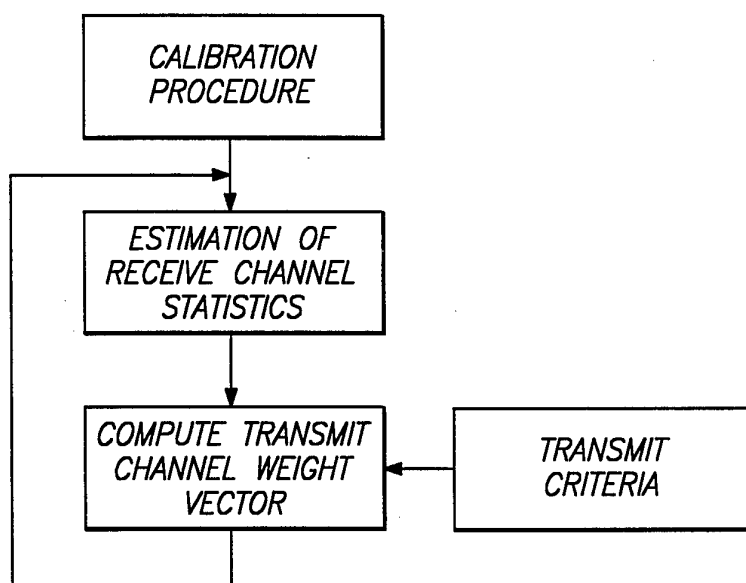 CALIBRATION
PROCEDURE
ESTIMATION OF
RECEIVE CHANNEL
STATISTICS
COMPUTE TRANSMIT
CHANNEL WEIGHT
VECTOR
TRANSMIT
CRITERIA